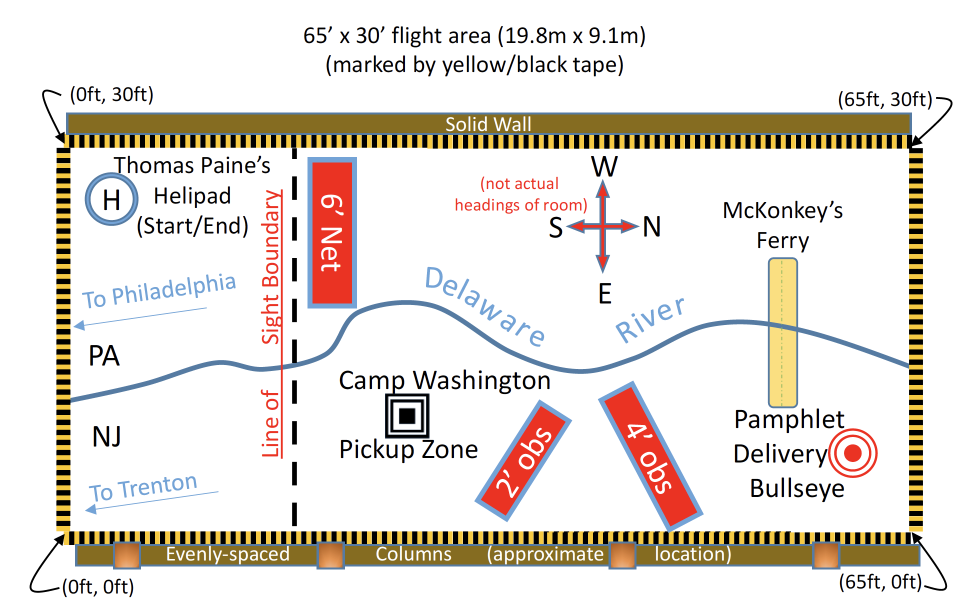 65’ x 30’ flight area (19.8m x 9.1m)
(marked by yellow/black tape)
(0ft, 30ft)
(65ft, 30ft)
Solid Wall
Thomas Paine’s
Helipad
(Start/End)
H
6’ Net
Line of Sight Boundary
(not actual
headings of room)
W
S
N
E
McKonkey’s
Ferry
To Philadelphia
Delaware River
PA
NJ
To Trenton
Camp Washington
Pickup Zone
2’ obs
4’ obs
Pamphlet
Delivery
Bullseye
Evenly-spaced Columns (approximate location)
(0ft, 0ft)
(65ft, 0ft)